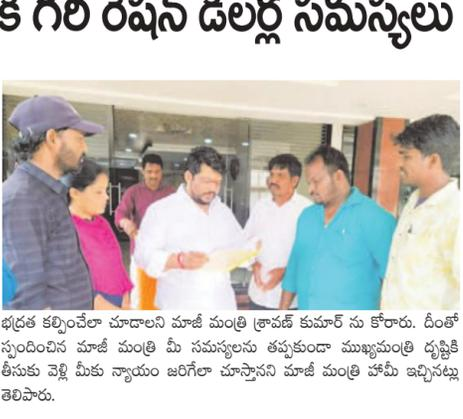 గిరి రేషన్ డీలర్ల సమస్యలు
భద్రత కల్పించేలా చూడాలని మాజీ మంత్రి శ్రావణ్ కుమార్ ను కోరారు. దీంతో
స్పందించిన మాజీ మంత్రి మీ సమస్యలను తప్పకుండా ముఖ్యమంత్రి దృష్టికి
తీసుకు వెళ్లి మీకు న్యాయం జరిగేలా చూస్తానని మాజీ మంత్రి హామీ ఇచ్చినట్లు
తెలిపారు.